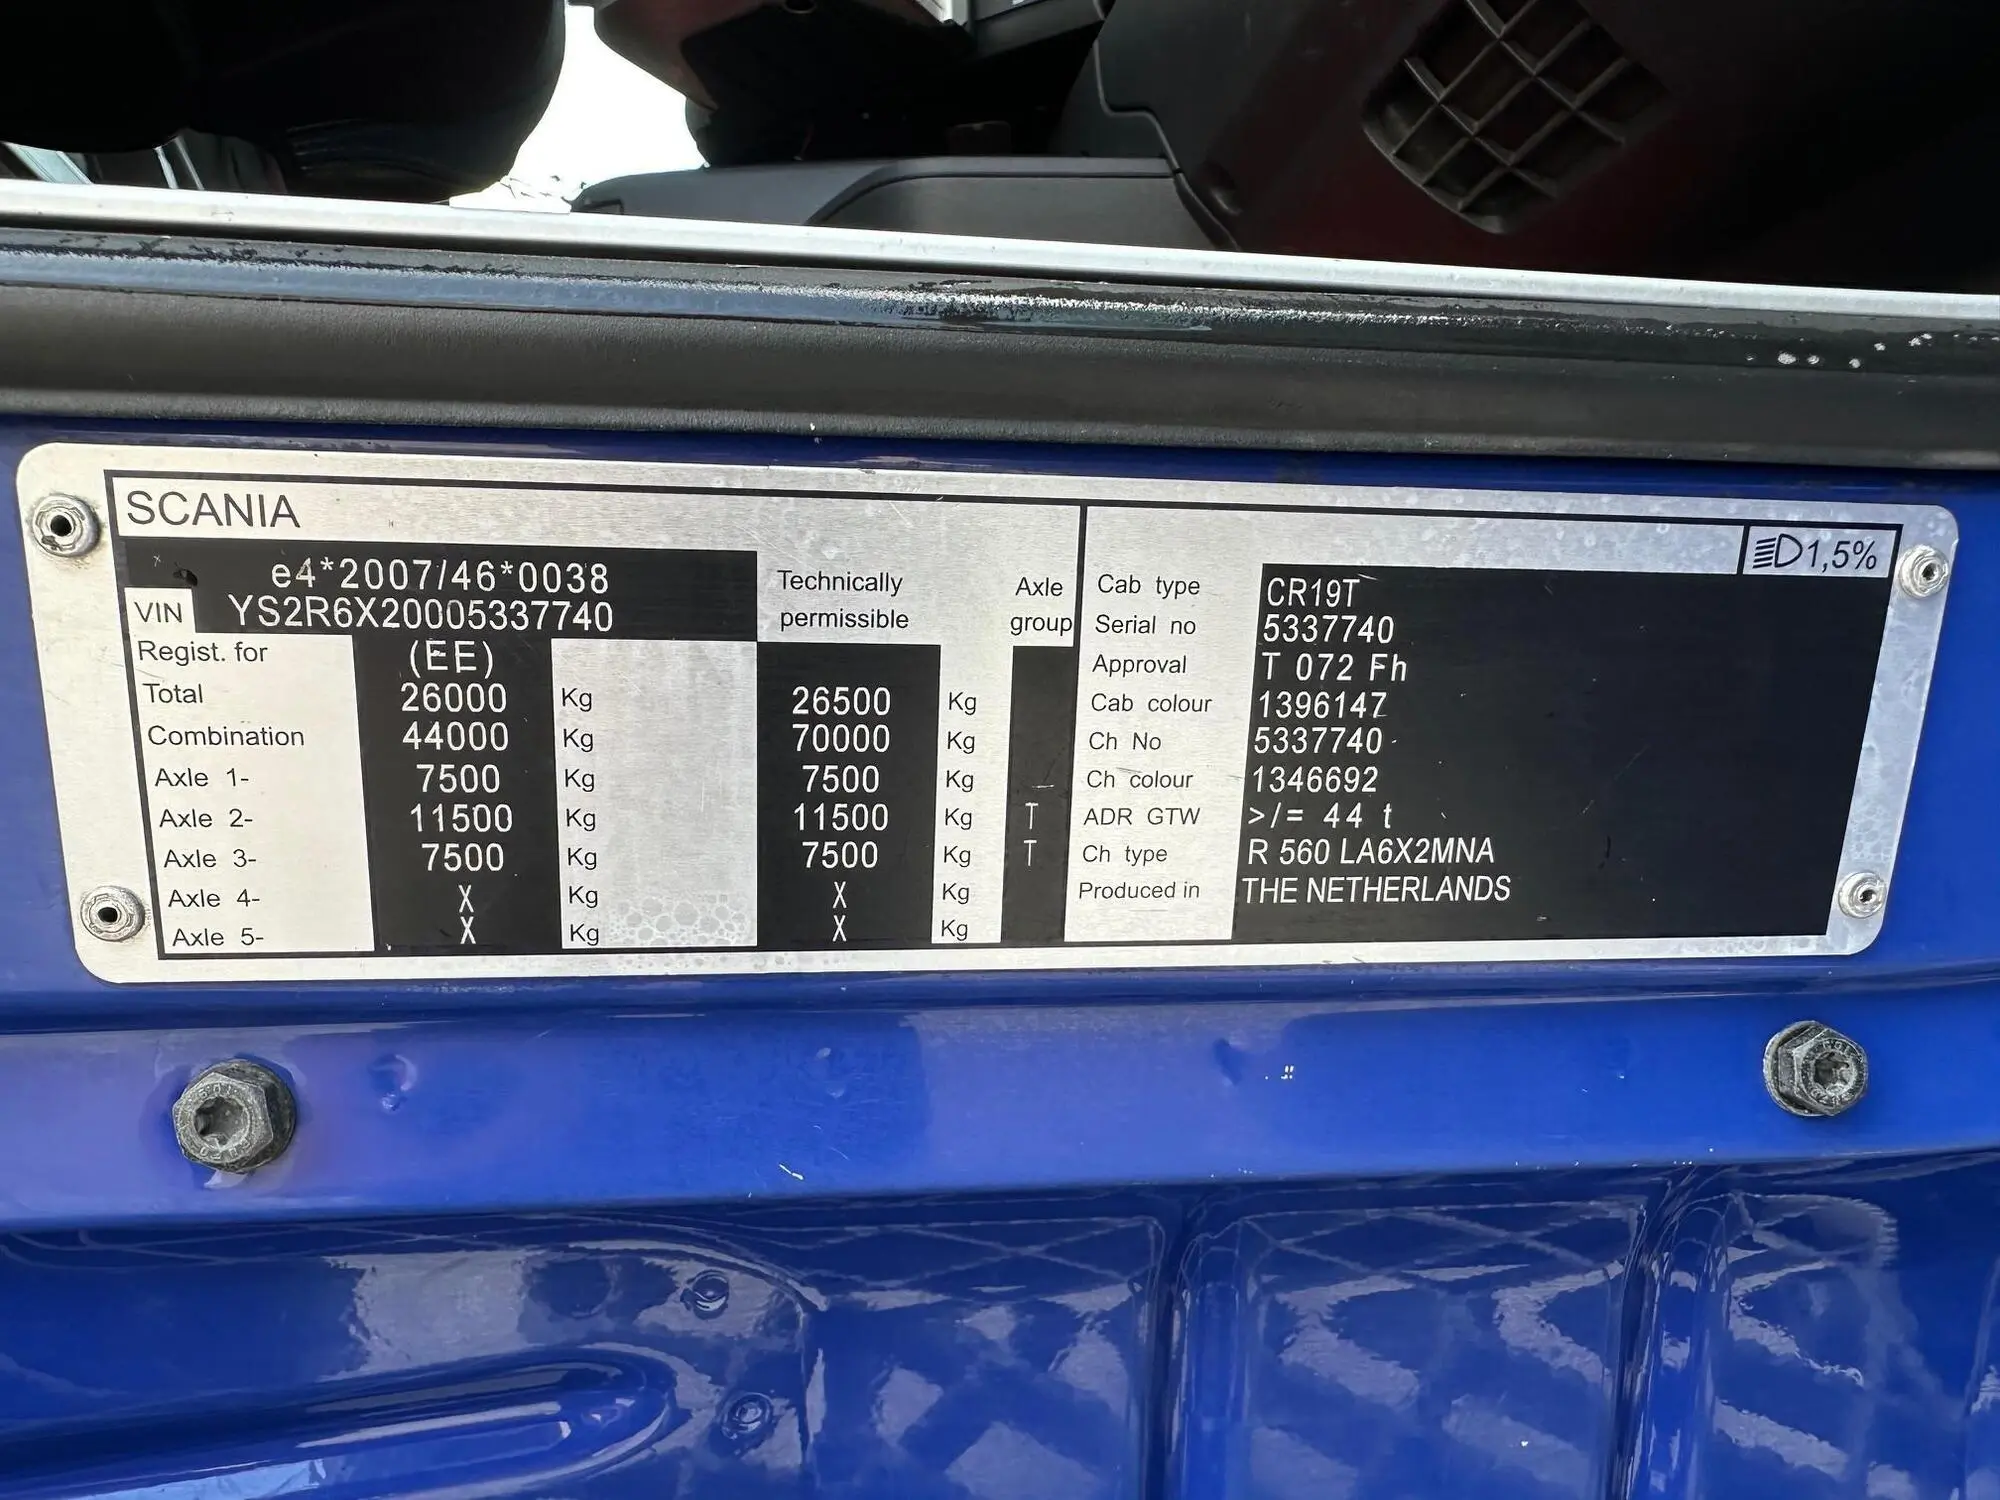 SCANIA
e4*2007/46*0038
VIN YS2R6X20005337740
Technically permissible
Axle group
Regist. for (EE)
Total 26000 Kg 26500 Kg
Combination 44000 Kg 70000 Kg
Axle 1- 7500 Kg 7500 Kg
Axle 2- 11500 Kg 11500 Kg T
Axle 3- 7500 Kg 7500 Kg T
Axle 4- X Kg X Kg
Axle 5- X Kg X Kg
1,5%
Cab type CR19T
Serial no 5337740
Approval T 072 Fh
Cab colour 1396147
Ch No 5337740
Ch colour 1346692
ADR GTW >/= 44 t
Ch type R 560 LA6X2MNA
Produced in THE NETHERLANDS